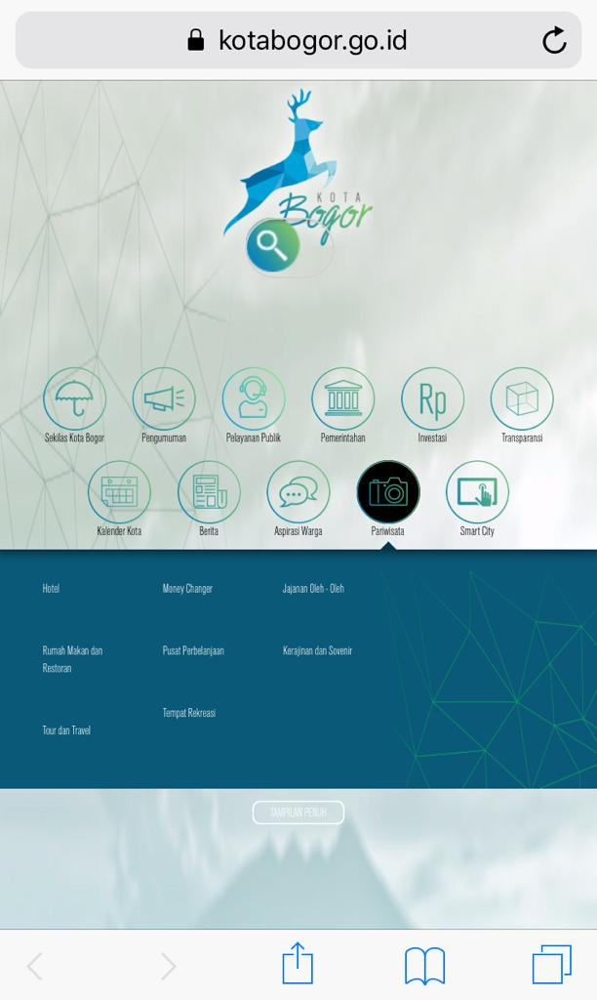 kotabogor.go.id
KOTA
Bogor
Sekilas Kota Bogor
Pengumuman
Pelayanan Publik
Pemerintahan
Rp
Investasi
Transparansi
Kalender Kota
Berita
Aspirasi Warga
Pariwisata
Smart City
Hotel
Money Changer
Jajanan Oleh - Oleh
Rumah Makan dan
Restoran
Pusat Perbelanjaan
Kerajinan dan Sovenir
Tempat Rekreasi
Tour dan Travel
TAMPILAN PENUH